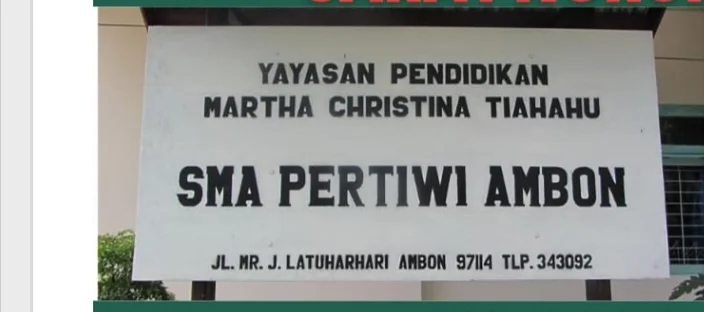 YAYASAN PENDIDIKAN
MARTHA CHRISTINA TIAHAHU
SMA PERTIWI AMBON
JL. MR. J. LATUHARHARI AMBON 97114 TLP. 343092